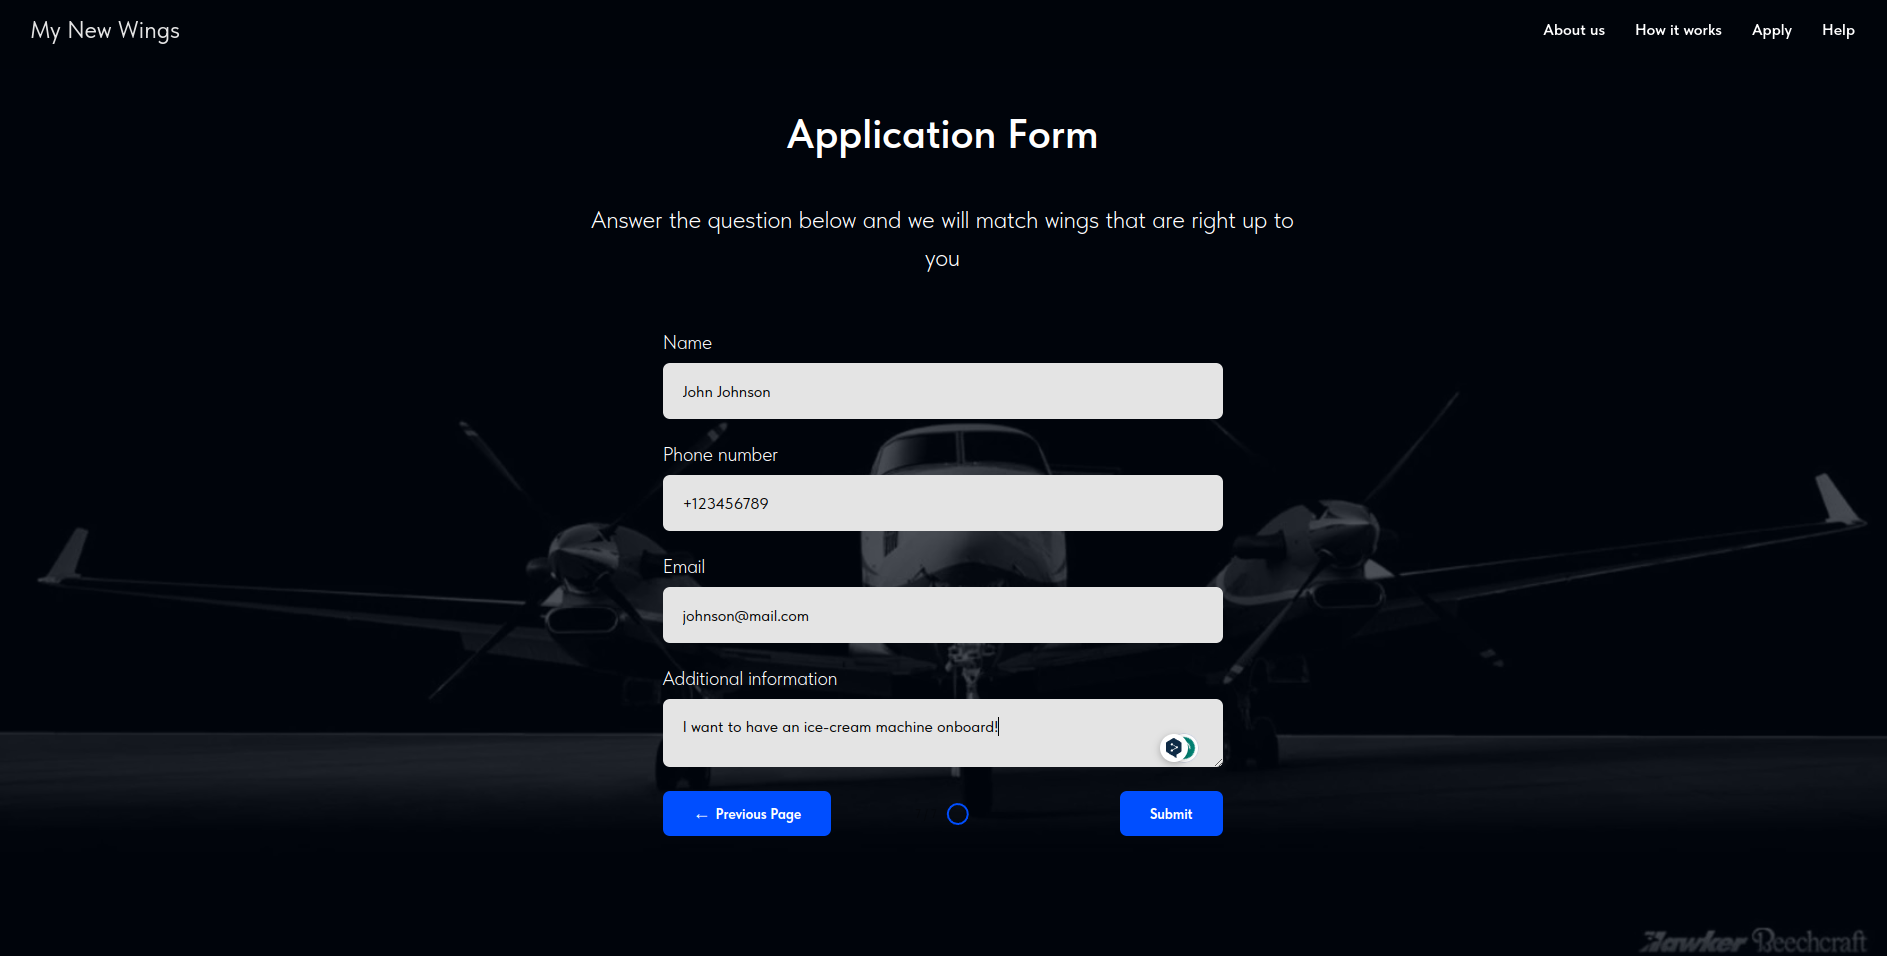 My New Wings
About us
How it works
Apply
Help
Application Form
Answer the question below and we will match wings that are right up to
you
Name
John Johnson
Phone number
+123456789
Email
johnson@mail.com
Additional information
I want to have an ice-cream machine onboard!
← Previous Page
Submit
Hawker Beechcraft